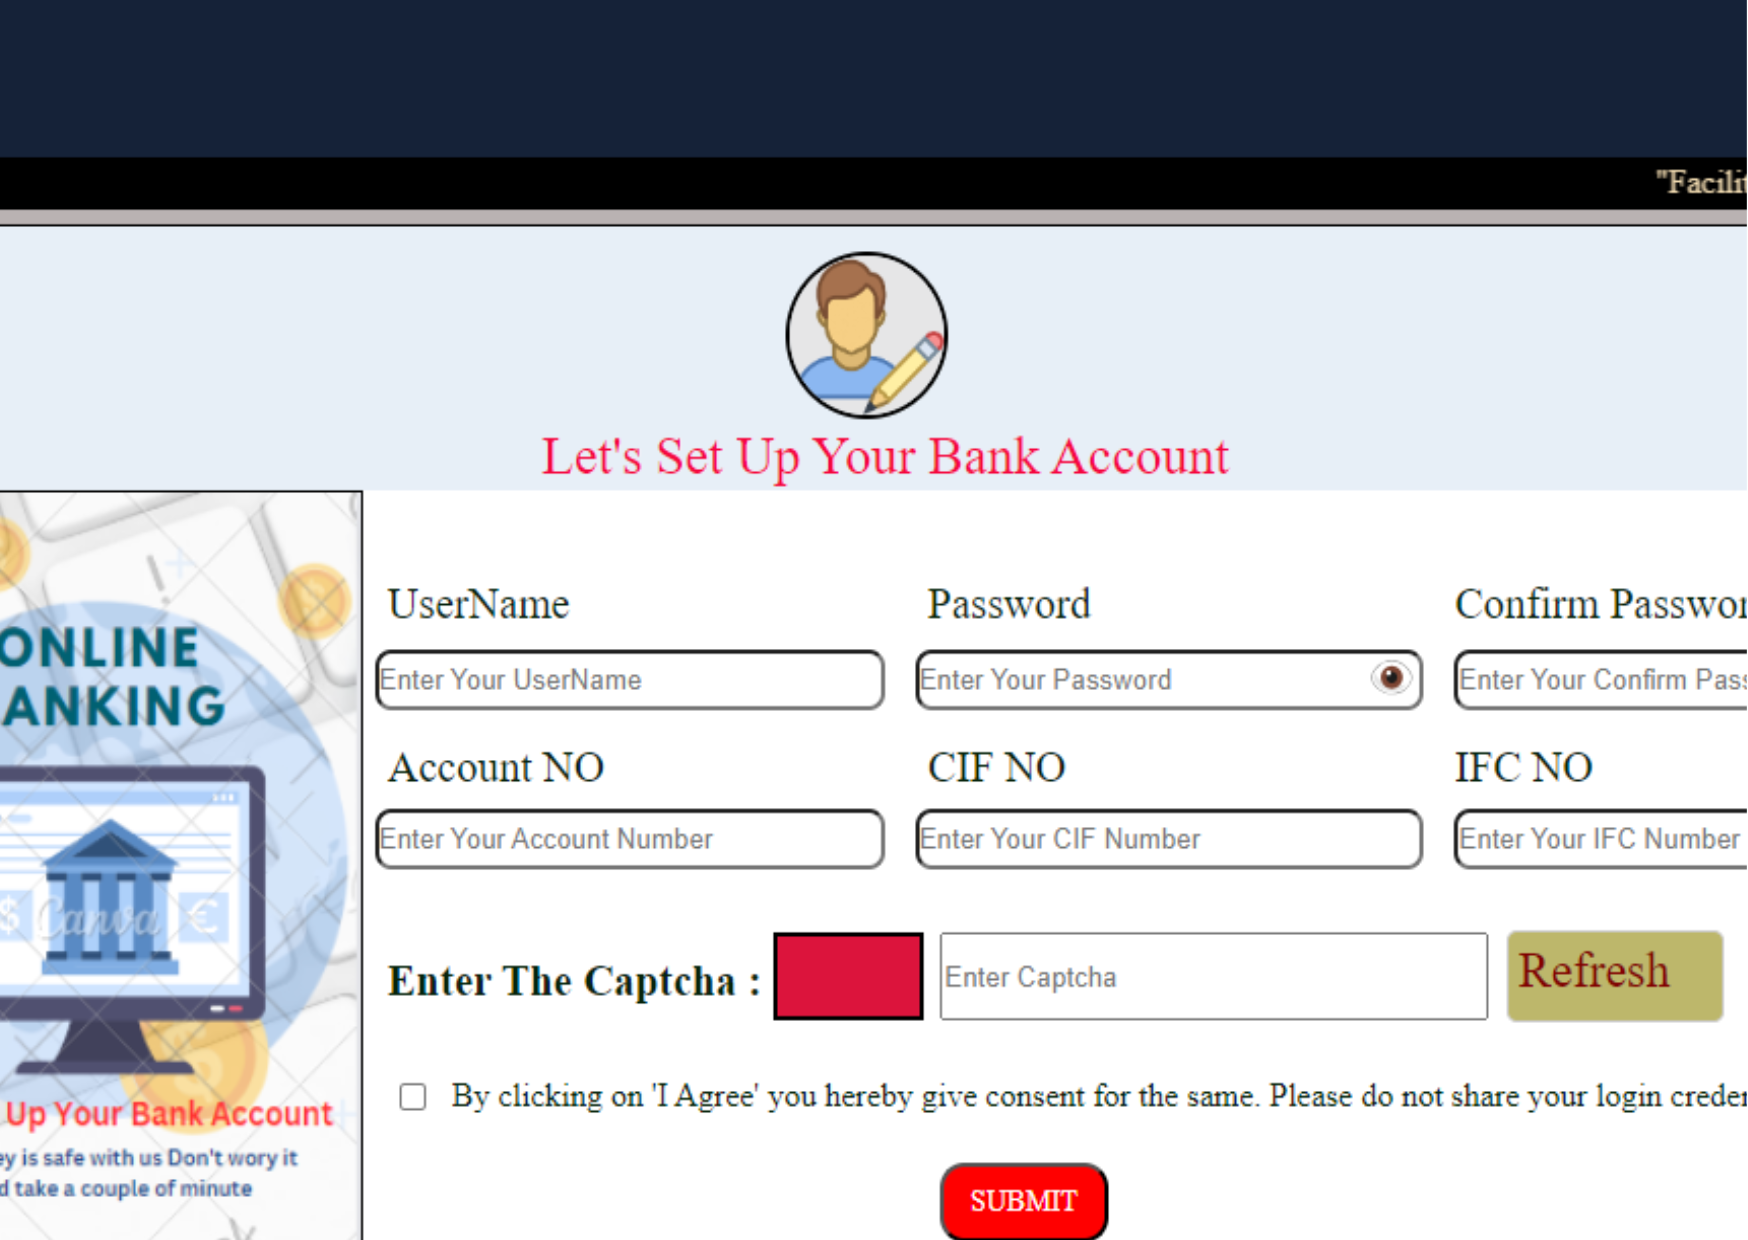 "Facilit
Let's Set Up Your Bank Account
ONLINE
ANKING
$ Canva €
Up Your Bank Account
ey is safe with us Don't wory it
d take a couple of minute
UserName Password Confirm Passwor
Enter Your UserName Enter Your Password Enter Your Confirm Pass
Account NO CIF NO IFC NO
Enter Your Account Number Enter Your CIF Number Enter Your IFC Number
Enter The Captcha : Enter Captcha Refresh
By clicking on 'I Agree' you hereby give consent for the same. Please do not share your login creden
SUBMIT